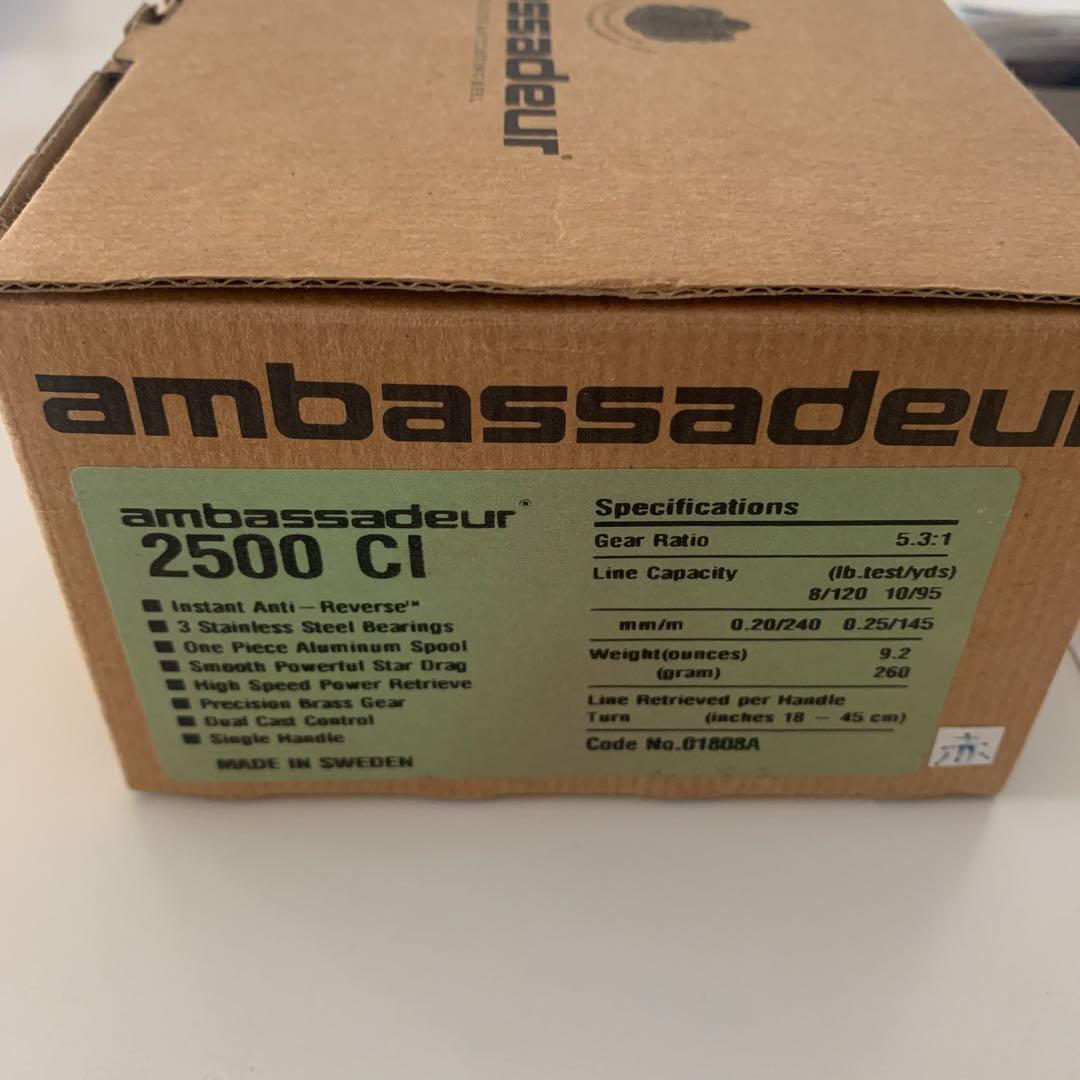 ssadeur
ambassadeu
ambassadeur®
2500 CI
Instant Anti-Reverse™
3 Stainless Steel Bearings
One Piece Aluminum Spool
Smooth Powerful Star Drag
High Speed Power Retrieve
Precision Brass Gear
Dual Cast Control
Single Handle
MADE IN SWEDEN
Specifications
Gear Ratio 5.3:1
Line Capacity (lb.test/yds)
8/120 10/95
mm/m 0.20/240 0.25/145
Weight(ounces) 9.2
(gram) 260
Line Retrieved per Handle
Turn (inches 18 - 45 cm)
Code No.01808A